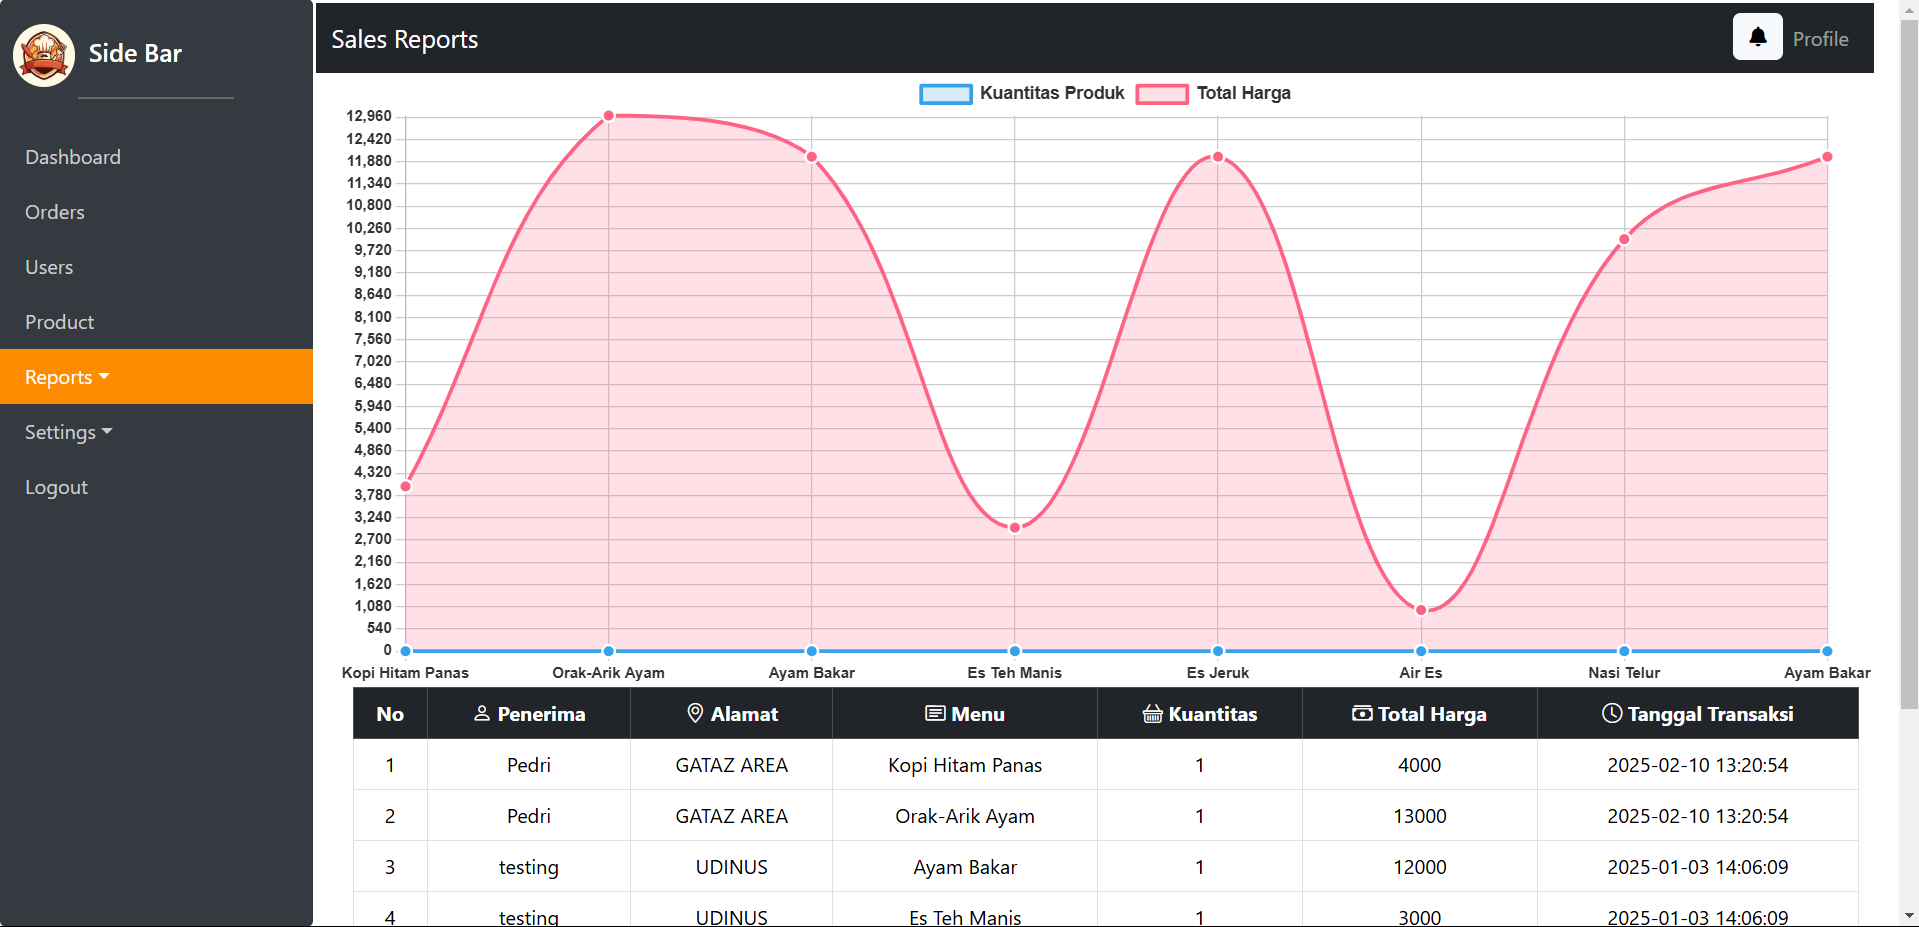 Side Bar
Dashboard
Orders
Users
Product
Reports
Settings
Logout
Sales Reports
Profile
Kuantitas Produk Total Harga
12,960
12,420
11,880
11,340
10,800
10,260
9,720
9,180
8,640
8,100
7,560
7,020
6,480
5,940
5,400
4,860
4,320
3,780
3,240
2,700
2,160
1,620
1,080
540
0
Kopi Hitam Panas Orak-Arik Ayam Ayam Bakar Es Teh Manis Es Jeruk Air Es Nasi Telur Ayam Bakar
No Penerima Alamat Menu Kuantitas Total Harga Tanggal Transaksi
1 Pedri GATAZ AREA Kopi Hitam Panas 1 4000 2025-02-10 13:20:54
2 Pedri GATAZ AREA Orak-Arik Ayam 1 13000 2025-02-10 13:20:54
3 testing UDINUS Ayam Bakar 1 12000 2025-01-03 14:06:09
4 testing UDINUS Es Teh Manis 1 3000 2025-01-03 14:06:09